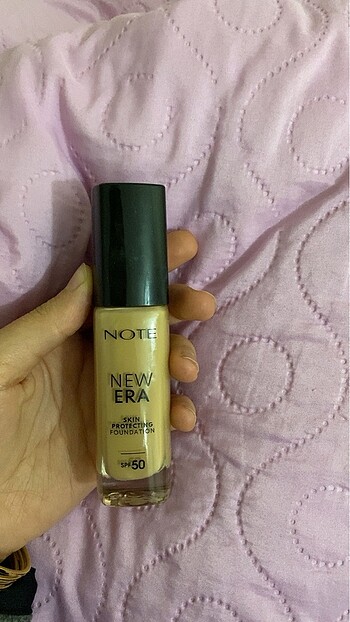 NOTE
NEW
ERA
SKIN
PROTECTING
FOUNDATION
SPF50